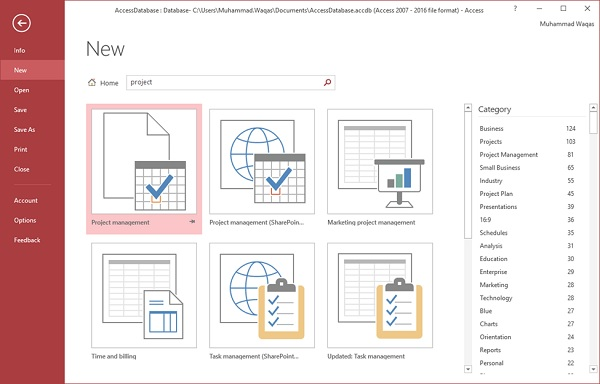 AccessDatabase : Database- C:\Users\Muhammad.Waqas\Documents\AccessDatabase.accdb (Access 2007 - 2016 file format) - Access
?
Muhammad Waqas
Info
New
Open
Save
Save As
Print
Close
Account
Options
Feedback
New
Home
project
Project management
Project management (SharePoin...
Marketing project management
Time and billing
Task management (SharePoint...
Updated: Task management
Category
Business 124
Projects 103
Project Management 81
Small Business 65
Industry 55
Project Plan 45
Presentations 39
16:9 36
Schedules 35
Analysis 31
Education 30
Enterprise 29
Marketing 28
Technology 28
Blue 27
Charts 27
Orientation 24
Reports 23
Personal 22